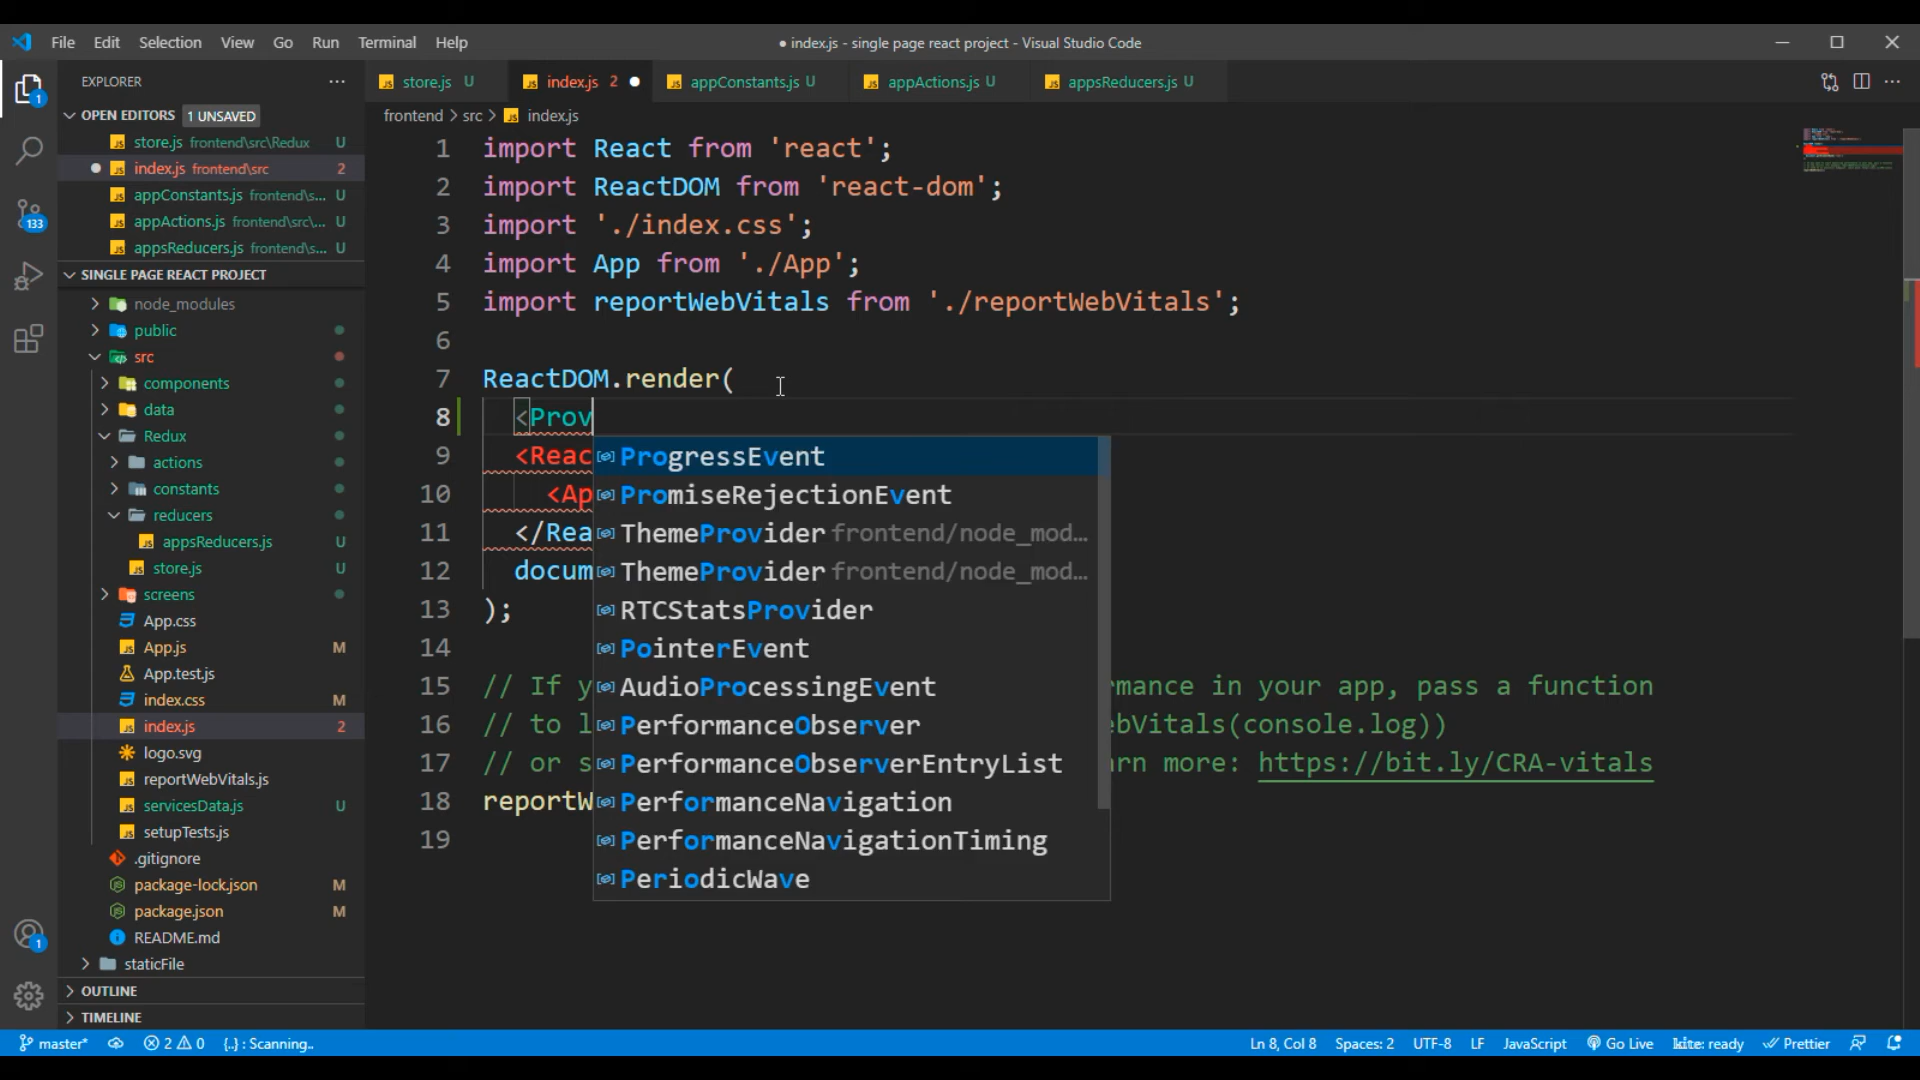 File Edit Selection View Go Run Terminal Help
● index.js - single page react project - Visual Studio Code
EXPLORER
OPEN EDITORS 1 UNSAVED
store.js frontend\src\Redux U
index.js frontend\src 2
appConstants.js frontend\s... U
appActions.js frontend\src\... U
appsReducers.js frontend\s... U
SINGLE PAGE REACT PROJECT
node_modules
public
src
components
data
Redux
actions
constants
reducers
appsReducers.js U
store.js U
screens
App.css
App.js M
App.test.js
index.css M
index.js 2
logo.svg
reportWebVitals.js
servicesData.js U
setupTests.js
.gitignore
package-lock.json M
package.json M
README.md
staticFile
OUTLINE
TIMELINE
1
133
1
store.js U
index.js 2 ●
appConstants.js U
appActions.js U
appsReducers.js U
frontend > src > index.js
1 import React from 'react';
2 import ReactDOM from 'react-dom';
3 import './index.css';
4 import App from './App';
5 import reportWebVitals from './reportWebVitals';
6
7 ReactDOM.render(
8 <Prov
9 <Reac
10 <Ap
11 </Rea
12 docum
13 );
14
15 // If y mance in your app, pass a function
16 // to l bVitals(console.log))
17 // or s rn more: https://bit.ly/CRA-vitals
18 reportW
19
ProgressEvent
PromiseRejectionEvent
ThemeProvider frontend/node_mod...
ThemeProvider frontend/node_mod...
RTCStatsProvider
PointerEvent
AudioProcessingEvent
PerformanceObserver
PerformanceObserverEntryList
PerformanceNavigation
PerformanceNavigationTiming
PeriodicWave
master* 2 0 {..} : Scanning..
Ln 8, Col 8 Spaces: 2 UTF-8 LF JavaScript Go Live kite: ready Prettier